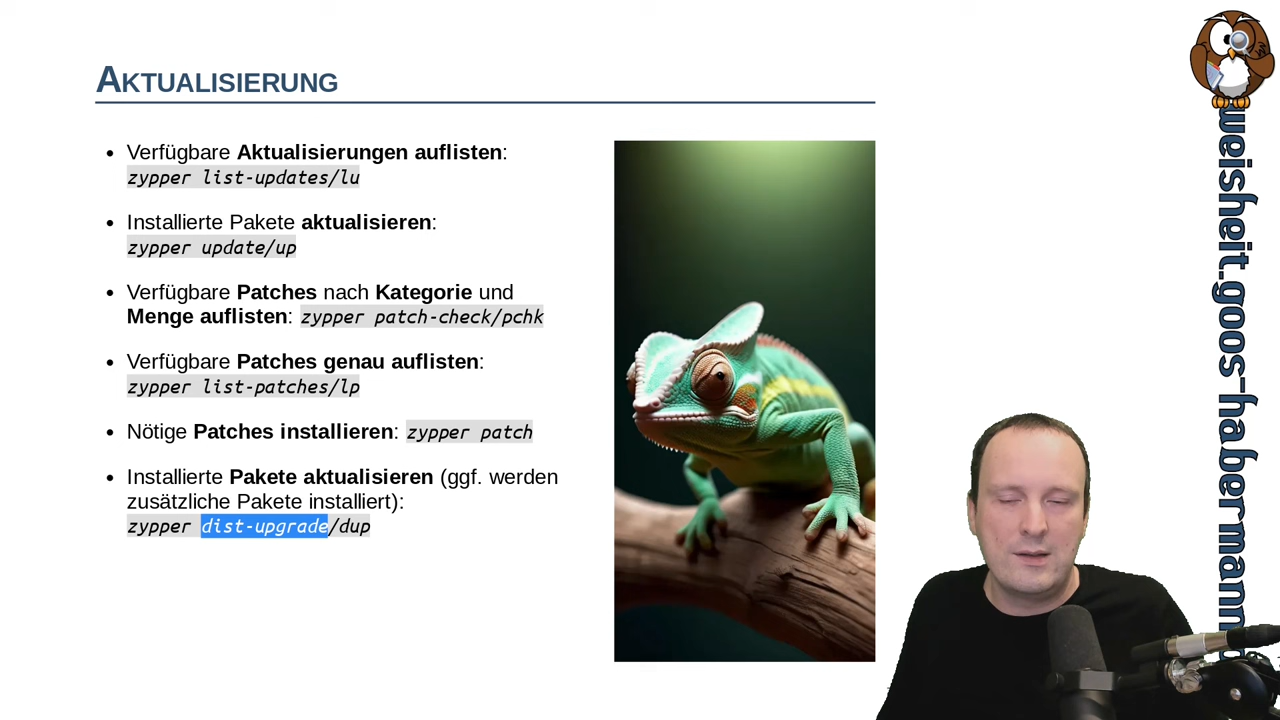 AKTUALISIERUNG
• Verfügbare Aktualisierungen auflisten:
zypper list-updates/lu
• Installierte Pakete aktualisieren:
zypper update/up
• Verfügbare Patches nach Kategorie und
Menge auflisten: zypper patch-check/pchk
• Verfügbare Patches genau auflisten:
zypper list-patches/lp
• Nötige Patches installieren: zypper patch
• Installierte Pakete aktualisieren (ggf. werden
zusätzliche Pakete installiert):
zypper dist-upgrade/dup
weisheit.goos-habermann.d